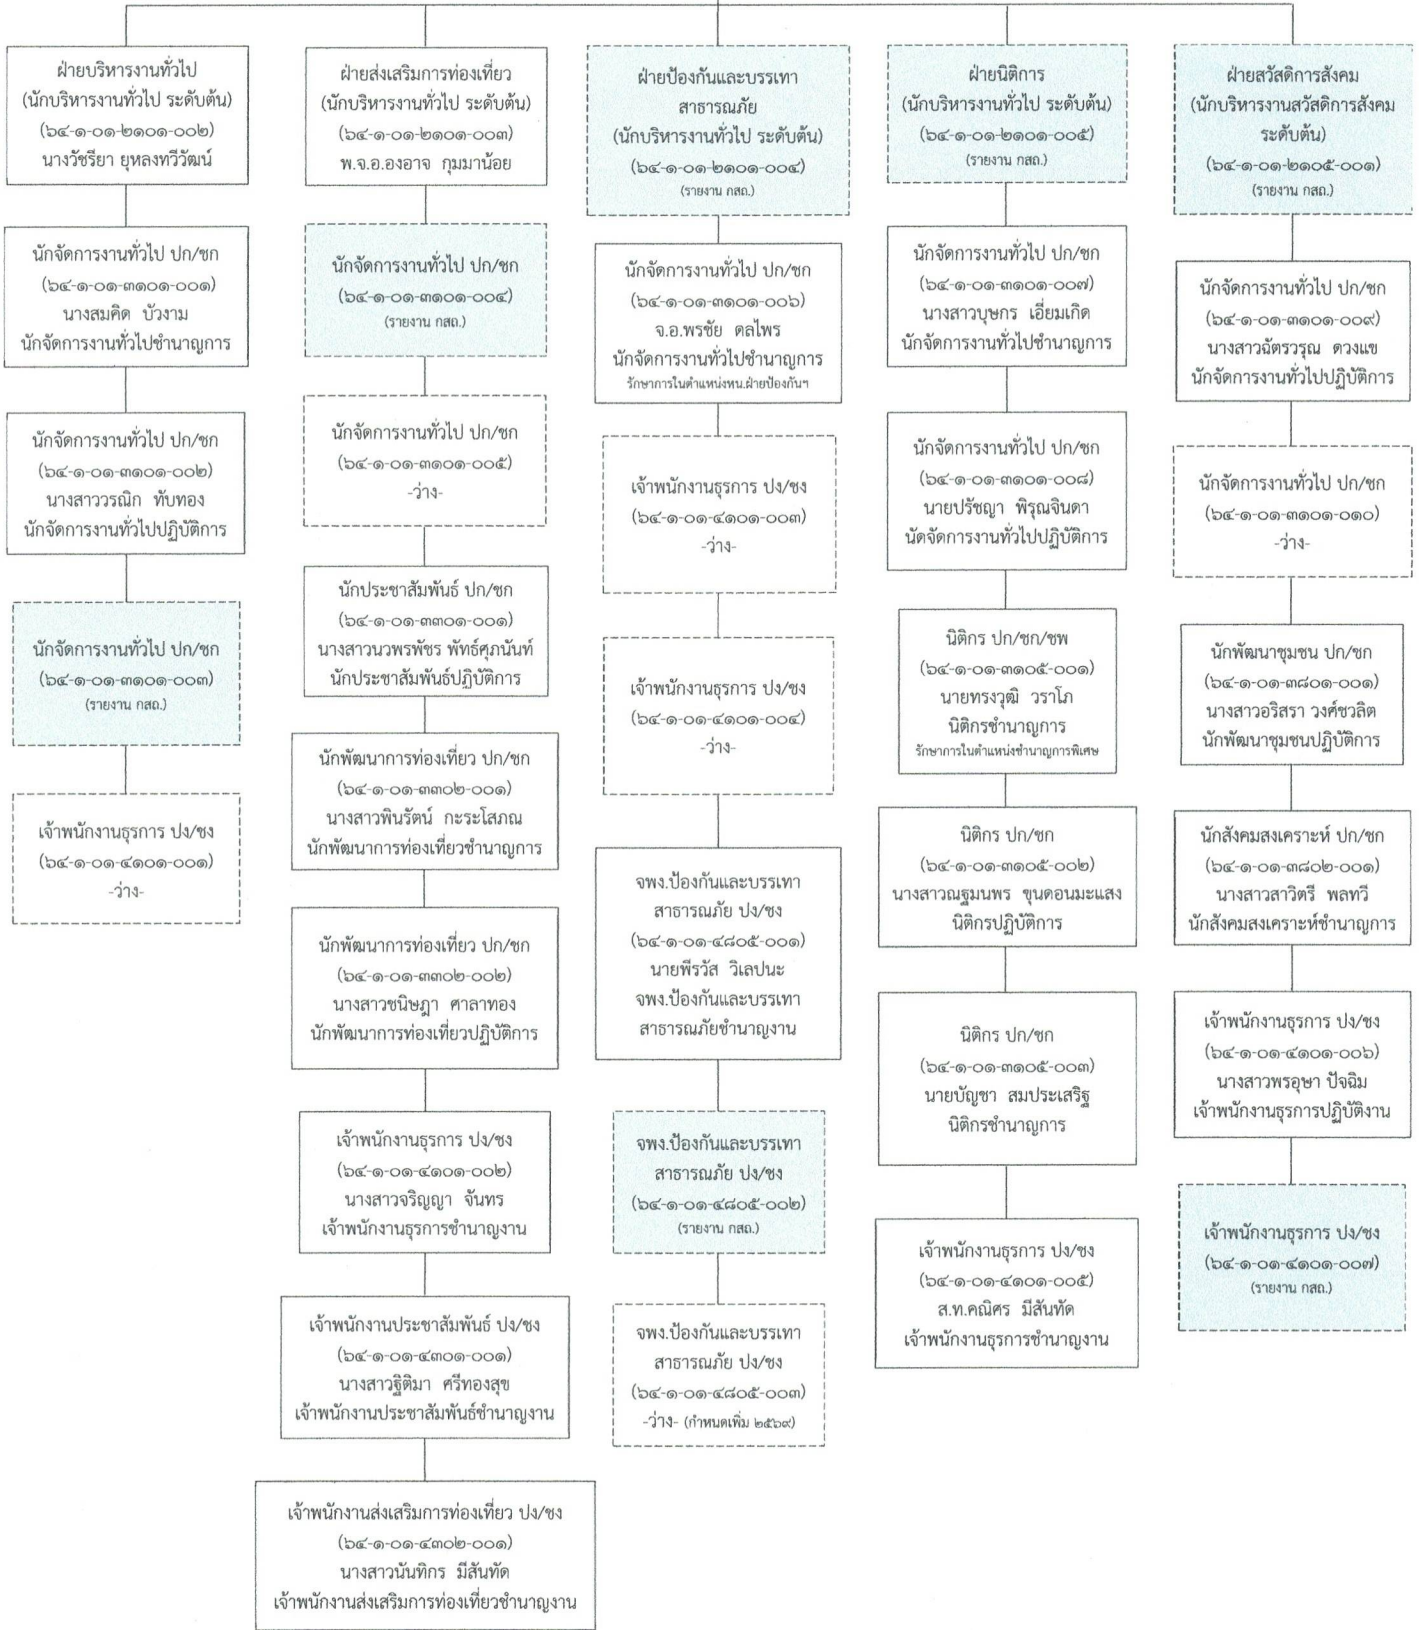 ฝ่ายบริหารงานทั่วไป
(นักบริหารงานทั่วไป ระดับต้น)
(๖๔-๑-๐๑-๒๑๐๑-๐๐๒)
นางวัชรียา ยุหลงทวีวัฒน์
นักจัดการงานทั่วไป ปก/ชก
(๖๔-๑-๐๑-๓๑๐๑-๐๐๑)
นางสมคิด บัวงาม
นักจัดการงานทั่วไปชำนาญการ
นักจัดการงานทั่วไป ปก/ชก
(๖๔-๑-๐๑-๓๑๐๑-๐๐๒)
นางสาววรณิก ทับทอง
นักจัดการงานทั่วไปปฏิบัติการ
นักจัดการงานทั่วไป ปก/ชก
(๖๔-๑-๐๑-๓๑๐๑-๐๐๓)
(รายงาน กสถ.)
เจ้าพนักงานธุรการ ปง/ชง
(๖๔-๑-๐๑-๔๑๐๑-๐๐๑)
-ว่าง-
ฝ่ายส่งเสริมการท่องเที่ยว
(นักบริหารงานทั่วไป ระดับต้น)
(๖๔-๑-๐๑-๒๑๐๑-๐๐๓)
พ.จ.อ.องอาจ กุมมาน้อย
นักจัดการงานทั่วไป ปก/ชก
(๖๔-๑-๐๑-๓๑๐๑-๐๐๔)
(รายงาน กสถ.)
นักจัดการงานทั่วไป ปก/ชก
(๖๔-๑-๐๑-๓๑๐๑-๐๐๕)
-ว่าง-
นักประชาสัมพันธ์ ปก/ชก
(๖๔-๑-๐๑-๓๓๐๑-๐๐๑)
นางสาวนวพรพัชร พัทธ์ศุภนันท์
นักประชาสัมพันธ์ปฏิบัติการ
นักพัฒนาการท่องเที่ยว ปก/ชก
(๖๔-๑-๐๑-๓๓๐๒-๐๐๑)
นางสาวพินรัตน์ กะระโสภณ
นักพัฒนาการท่องเที่ยวชำนาญการ
นักพัฒนาการท่องเที่ยว ปก/ชก
(๖๔-๑-๐๑-๓๓๐๒-๐๐๒)
นางสาวชนิษฎา ศาลาทอง
นักพัฒนาการท่องเที่ยวปฏิบัติการ
เจ้าพนักงานธุรการ ปง/ชง
(๖๔-๑-๐๑-๔๑๐๑-๐๐๒)
นางสาวจริญญา จันทร
เจ้าพนักงานธุรการชำนาญงาน
เจ้าพนักงานประชาสัมพันธ์ ปง/ชง
(๖๔-๑-๐๑-๔๓๐๑-๐๐๑)
นางสาวฐิติมา ศรีทองสุข
เจ้าพนักงานประชาสัมพันธ์ชำนาญงาน
เจ้าพนักงานส่งเสริมการท่องเที่ยว ปง/ชง
(๖๔-๑-๐๑-๔๓๐๒-๐๐๑)
นางสาวนันทิกร มีสันทัด
เจ้าพนักงานส่งเสริมการท่องเที่ยวชำนาญงาน
ฝ่ายป้องกันและบรรเทา
สาธารณภัย
(นักบริหารงานทั่วไป ระดับต้น)
(๖๔-๑-๐๑-๒๑๐๑-๐๐๔)
(รายงาน กสถ.)
นักจัดการงานทั่วไป ปก/ชก
(๖๔-๑-๐๑-๓๑๐๑-๐๐๖)
จ.อ.พรชัย ดลไพร
นักจัดการงานทั่วไปชำนาญการ
รักษาการในตำแหน่งหน.ฝ่ายป้องกันฯ
เจ้าพนักงานธุรการ ปง/ชง
(๖๔-๑-๐๑-๔๑๐๑-๐๐๓)
-ว่าง-
เจ้าพนักงานธุรการ ปง/ชง
(๖๔-๑-๐๑-๔๑๐๑-๐๐๔)
-ว่าง-
จพง.ป้องกันและบรรเทา
สาธารณภัย ปง/ชง
(๖๔-๑-๐๑-๔๘๐๕-๐๐๑)
นายพีรวัส วิเลปนะ
จพง.ป้องกันและบรรเทา
สาธารณภัยชำนาญงาน
จพง.ป้องกันและบรรเทา
สาธารณภัย ปง/ชง
(๖๔-๑-๐๑-๔๘๐๕-๐๐๒)
(รายงาน กสถ.)
จพง.ป้องกันและบรรเทา
สาธารณภัย ปง/ชง
(๖๔-๑-๐๑-๔๘๐๕-๐๐๓)
-ว่าง- (กำหนดเพิ่ม ๒๕๖๙)
ฝ่ายนิติการ
(นักบริหารงานทั่วไป ระดับต้น)
(๖๔-๑-๐๑-๒๑๐๑-๐๐๕)
(รายงาน กสถ.)
นักจัดการงานทั่วไป ปก/ชก
(๖๔-๑-๐๑-๓๑๐๑-๐๐๗)
นางสาวบุษกร เอี่ยมเกิด
นักจัดการงานทั่วไปชำนาญการ
นักจัดการงานทั่วไป ปก/ชก
(๖๔-๑-๐๑-๓๑๐๑-๐๐๘)
นายปรัชญา พิรุณจินดา
นัดจัดการงานทั่วไปปฏิบัติการ
นิติกร ปก/ชก/ชพ
(๖๔-๑-๐๑-๓๑๐๕-๐๐๑)
นายทรงวุฒิ วราโภ
นิติกรชำนาญการ
รักษาการในตำแหน่งชำนาญการพิเศษ
นิติกร ปก/ชก
(๖๔-๑-๐๑-๓๑๐๕-๐๐๒)
นางสาวณฐมนพร ขุนดอนมะแสง
นิติกรปฏิบัติการ
นิติกร ปก/ชก
(๖๔-๑-๐๑-๓๑๐๕-๐๐๓)
นายบัญชา สมประเสริฐ
นิติกรชำนาญการ
เจ้าพนักงานธุรการ ปง/ชง
(๖๔-๑-๐๑-๔๑๐๑-๐๐๕)
ส.ท.คณิศร มีสันทัด
เจ้าพนักงานธุรการชำนาญงาน
ฝ่ายสวัสดิการสังคม
(นักบริหารงานสวัสดิการสังคม
ระดับต้น)
(๖๔-๑-๐๑-๒๑๐๕-๐๐๑)
(รายงาน กสถ.)
นักจัดการงานทั่วไป ปก/ชก
(๖๔-๑-๐๑-๓๑๐๑-๐๐๙)
นางสาวฉัตรวรุณ ดวงแข
นักจัดการงานทั่วไปปฏิบัติการ
นักจัดการงานทั่วไป ปก/ชก
(๖๔-๑-๐๑-๓๑๐๑-๐๑๐)
-ว่าง-
นักพัฒนาชุมชน ปก/ชก
(๖๔-๑-๐๑-๓๘๐๑-๐๐๑)
นางสาวอริสรา วงศ์ชวลิต
นักพัฒนาชุมชนปฏิบัติการ
นักสังคมสงเคราะห์ ปก/ชก
(๖๔-๑-๐๑-๓๘๐๒-๐๐๑)
นางสาวสาวิตรี พลทวี
นักสังคมสงเคราะห์ชำนาญการ
เจ้าพนักงานธุรการ ปง/ชง
(๖๔-๑-๐๑-๔๑๐๑-๐๐๖)
นางสาวพรอุษา ปัจฉิม
เจ้าพนักงานธุรการปฏิบัติงาน
เจ้าพนักงานธุรการ ปง/ชง
(๖๔-๑-๐๑-๔๑๐๑-๐๐๗)
(รายงาน กสถ.)